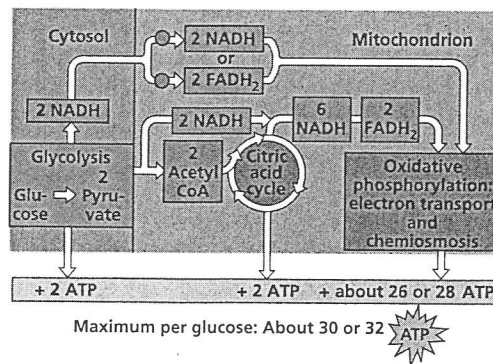 Cytosol
Mitochondrion
2 NADH
or
2 FADH₂
2 NADH
2 NADH
6
NADH
2
FADH₂
Glycolysis
2
Glu- Pyru-
cose vate
2
Acetyl
CoA
Citric
acid
cycle
Oxidative
phosphorylation:
electron transport
and
chemiosmosis
+ 2 ATP
+ 2 ATP
+ about 26 or 28 ATP
Maximum per glucose: About 30 or 32
ATP